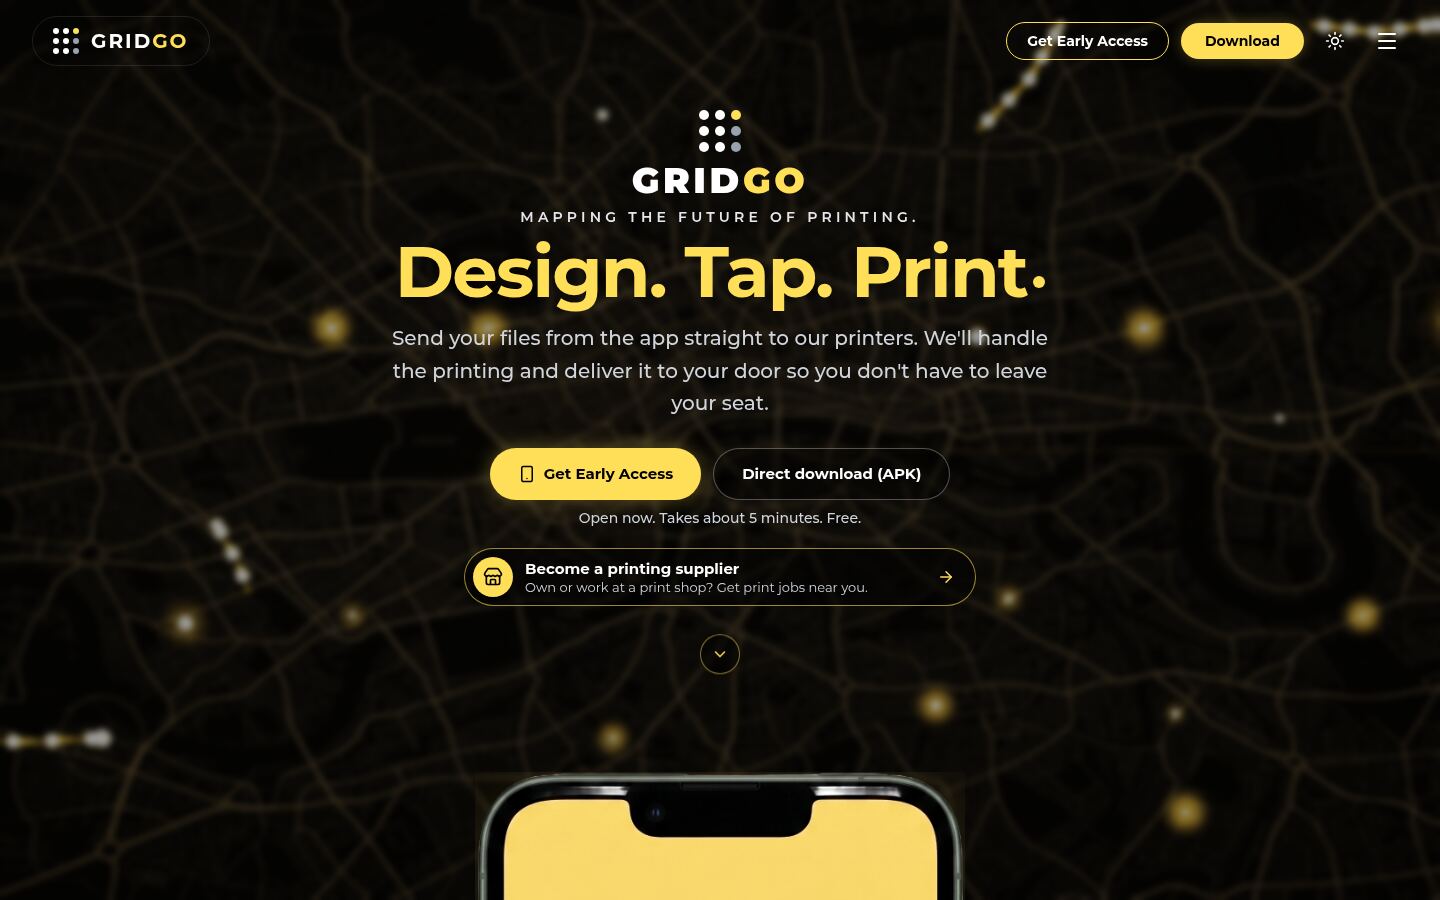 GRIDGO
Get Early Access
Download
GRIDGO
MAPPING THE FUTURE OF PRINTING.
Design. Tap. Print.
Send your files from the app straight to our printers. We'll handle
the printing and deliver it to your door so you don't have to leave
your seat.
Get Early Access
Direct download (APK)
Open now. Takes about 5 minutes. Free.
Become a printing supplier
Own or work at a print shop? Get print jobs near you.